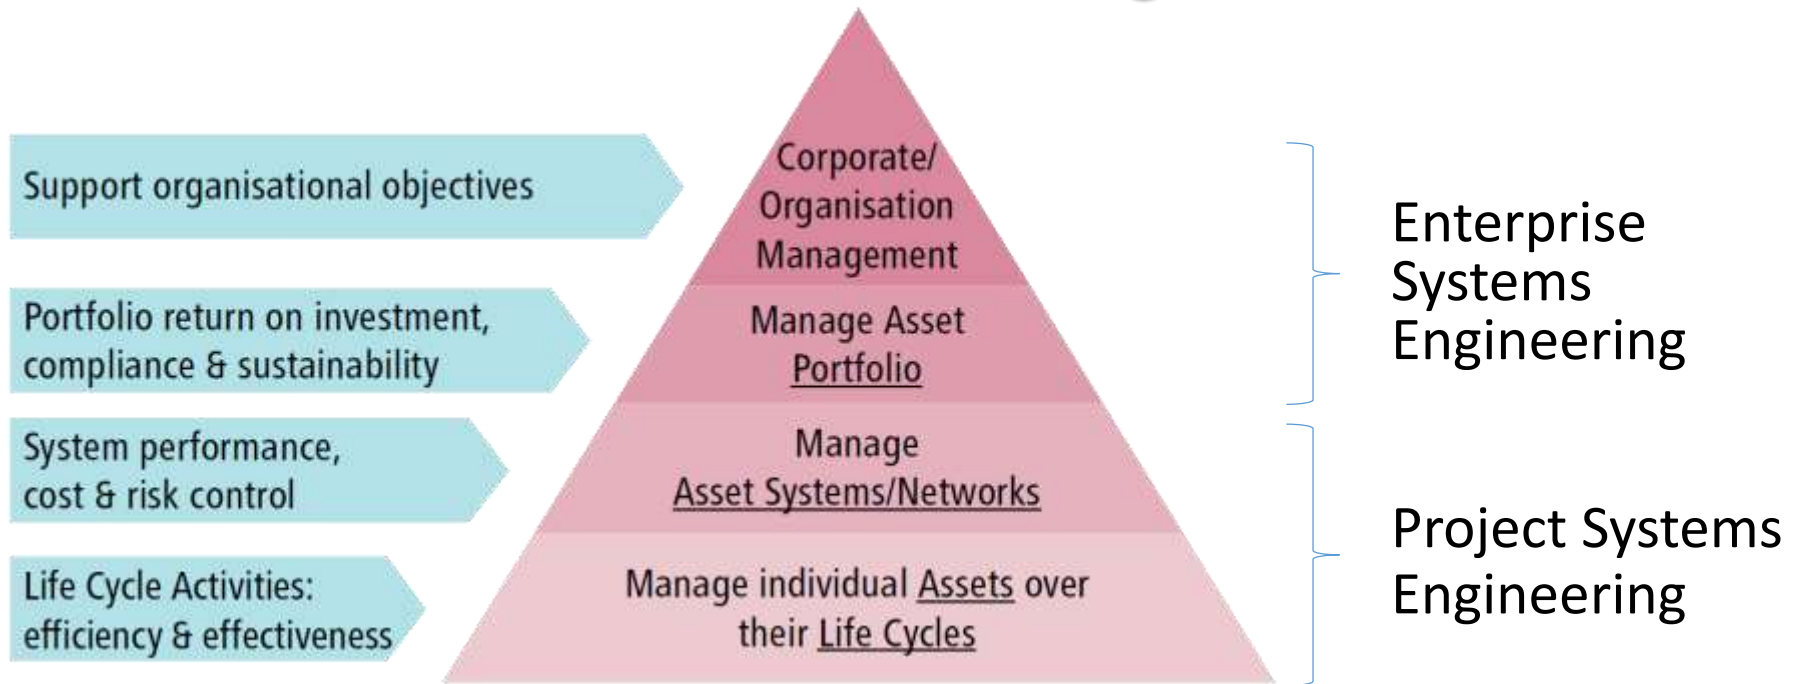 Support organisational objectives
Corporate/
Organisation
Management
Portfolio return on investment,
compliance & sustainability
Manage Asset
Portfolio
System performance,
cost & risk control
Manage
Asset Systems/Networks
Life Cycle Activities:
efficiency & effectiveness
Manage individual Assets over
their Life Cycles
Enterprise
Systems
Engineering
Project Systems
Engineering